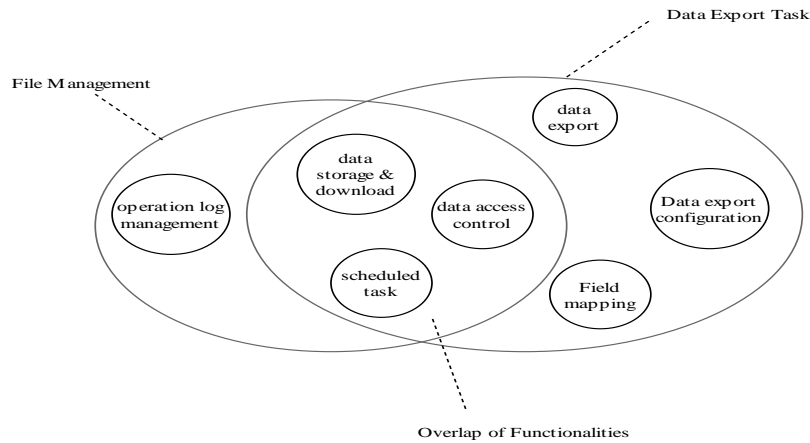 Data Export Task
File Management
data
export
data
storage &
download
operation log
management
data access
control
Data export
configuration
scheduled
task
Field
mapping
Overlap of Functionalities